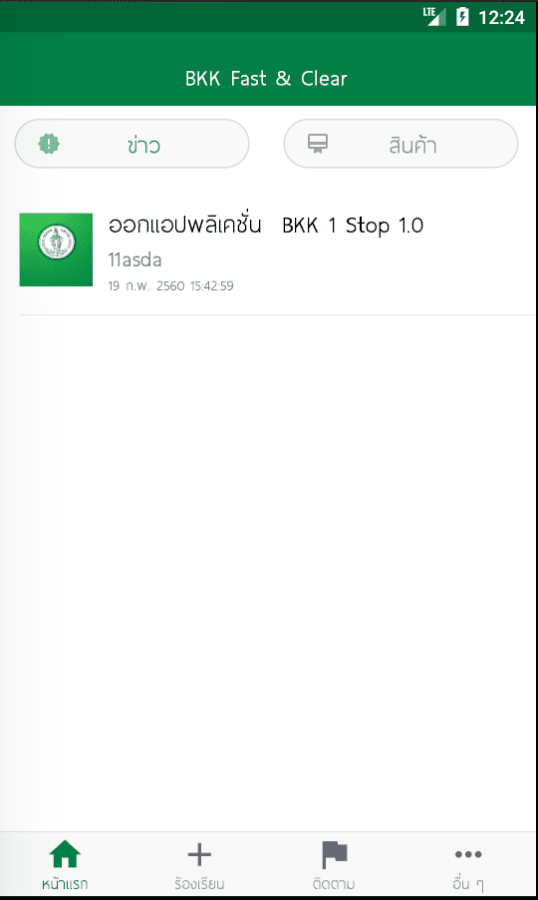 LTE 12:24
BKK Fast & Clear
ข่าว
สินค้า
ออกแอปพลิเคชั่น BKK 1 Stop 1.0
11asda
19 ก.พ. 2560 15:42:59
หน้าแรก
ร้องเรียน
ติดตาม
อื่น ๆ